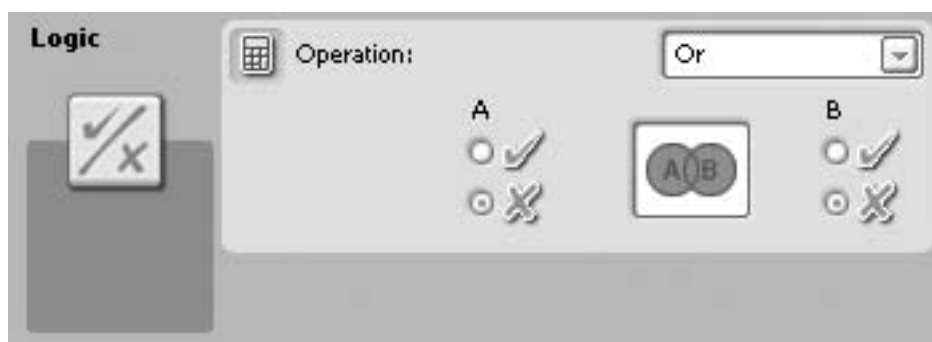 Logic
Operation:
Or
A
B
A B